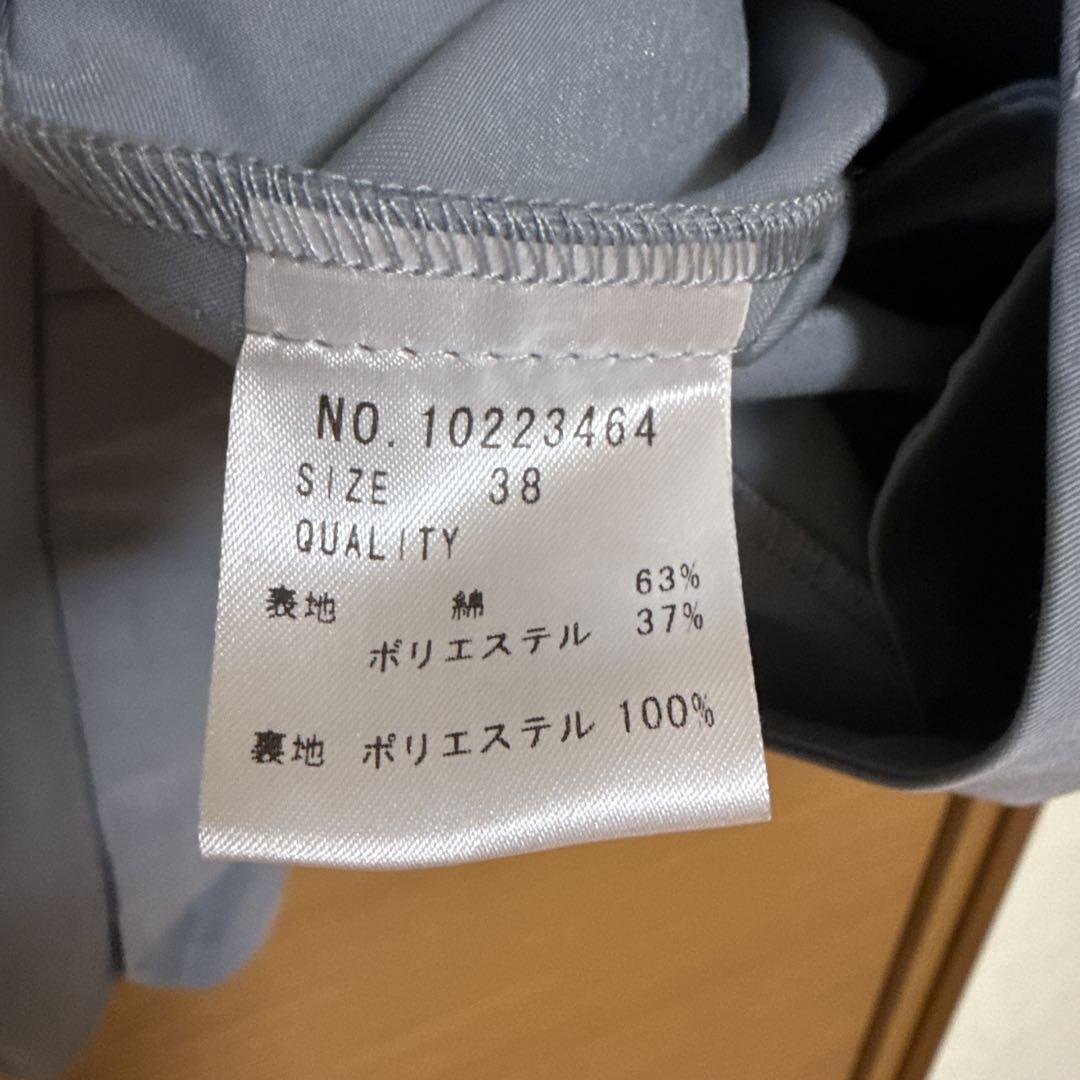 NO. 10223464
SIZE 38
QUALITY
表地 綿 63%
ポリエステル 37%
裏地 ポリエステル 100%